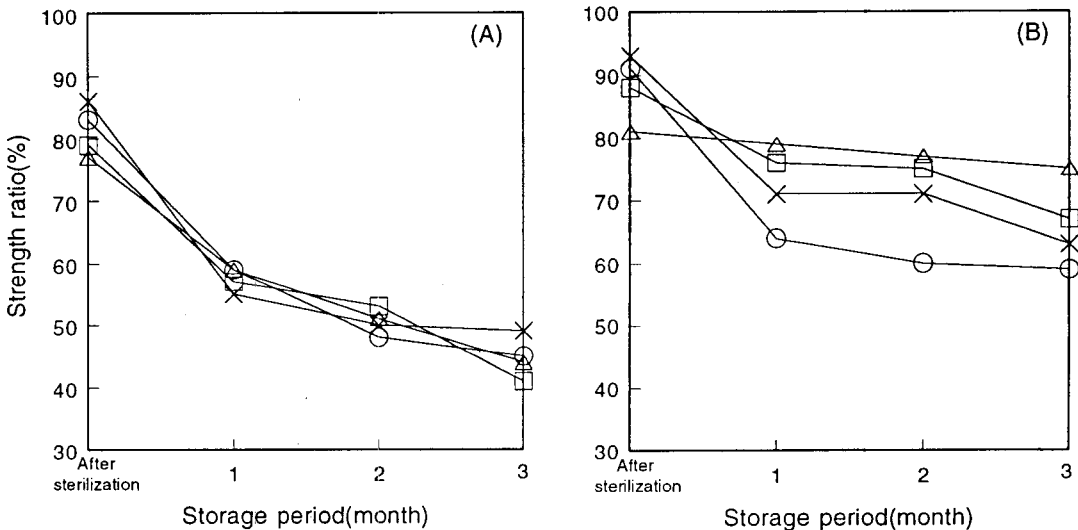 (A)
Strength ratio(%)
100
90
80
70
60
50
40
30
After
sterilization
1
2
3
Storage period(month)
(B)
100
90
80
70
60
50
40
30
After
sterilization
1
2
3
Storage period(month)